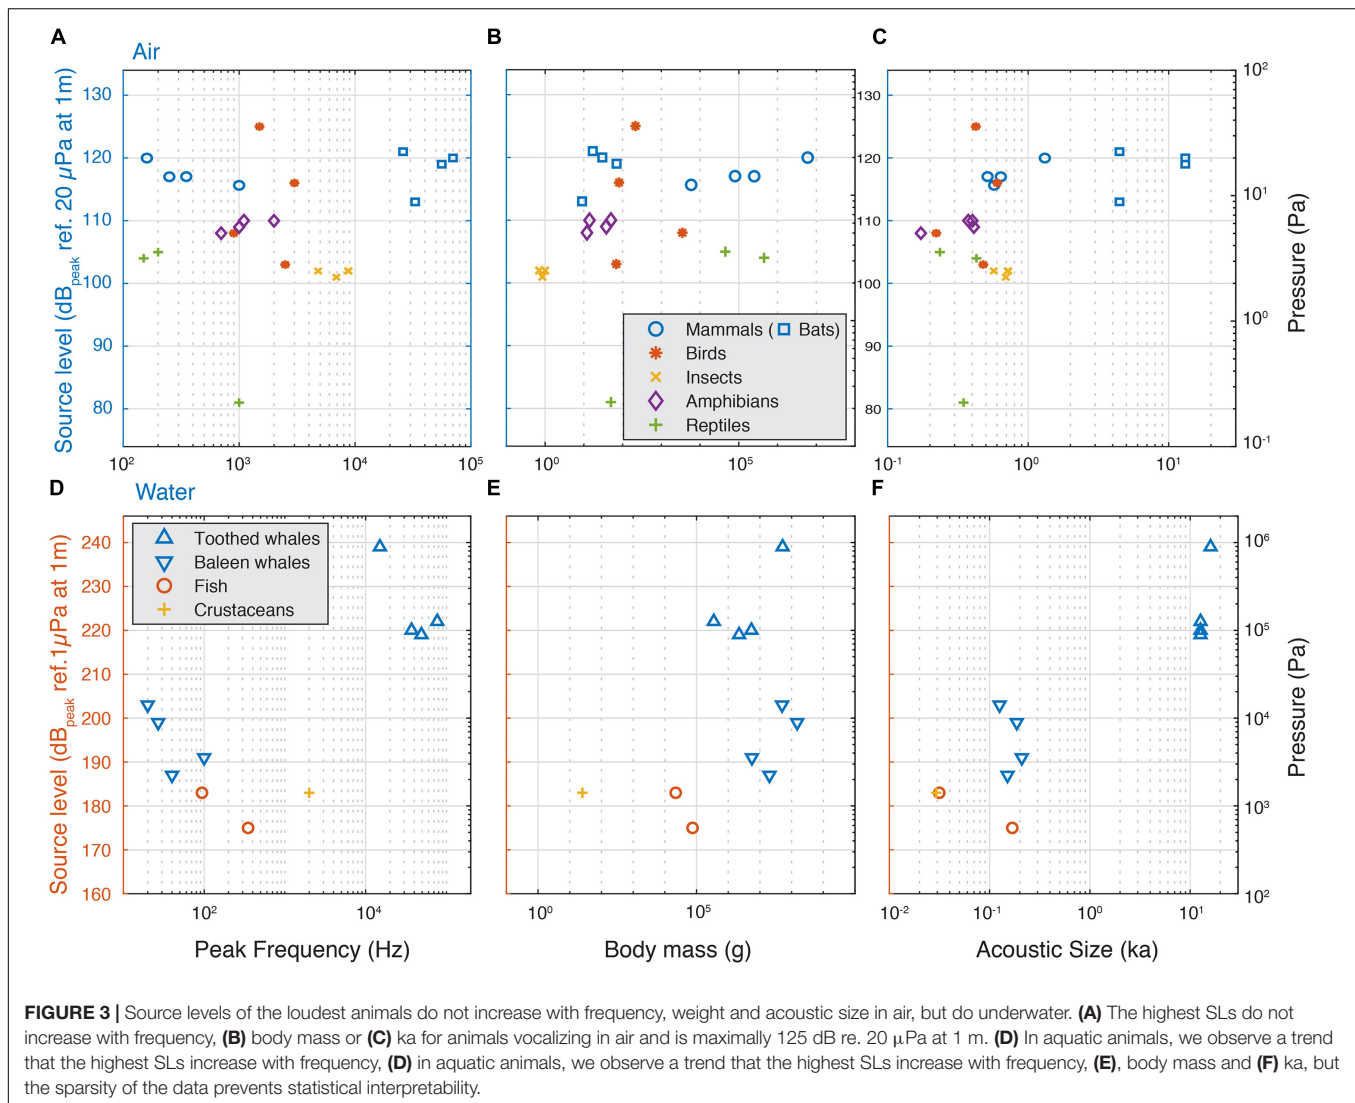 A
B
C
Air
Source level (dBpeak ref. 20 µPa at 1m)
130
120
110
100
90
80
10² 10³ 10⁴ 10⁵
10⁰ 10⁵
Mammals ( Bats)
Birds
Insects
Amphibians
Reptiles
130
120
110
100
90
80
10⁻¹ 10⁰ 10¹
10²
10¹
10⁰
10⁻¹
Pressure (Pa)
D
E
F
Water
Source level (dBpeak ref.1µPa at 1m)
240
230
220
210
200
190
180
170
160
Toothed whales
Baleen whales
Fish
Crustaceans
10² 10⁴
Peak Frequency (Hz)
10⁰ 10⁵
Body mass (g)
10⁻² 10⁻¹ 10⁰ 10¹
Acoustic Size (ka)
10⁶
10⁵
10⁴
10³
10²
Pressure (Pa)
FIGURE 3 | Source levels of the loudest animals do not increase with frequency, weight and acoustic size in air, but do underwater. (A) The highest SLs do not
increase with frequency, (B) body mass or (C) ka for animals vocalizing in air and is maximally 125 dB re. 20 µPa at 1 m. (D) In aquatic animals, we observe a trend
that the highest SLs increase with frequency, (D) in aquatic animals, we observe a trend that the highest SLs increase with frequency, (E), body mass and (F) ka, but
the sparsity of the data prevents statistical interpretability.